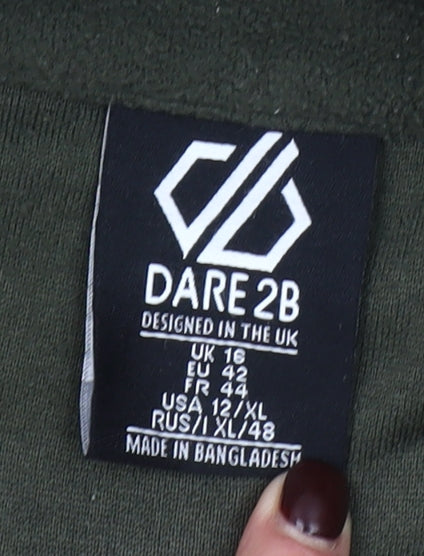 DARE 2B
DESIGNED IN THE UK
UK 16
EU 42
FR 44
USA 12/XL
RUS/I XL/48
MADE IN BANGLADESH